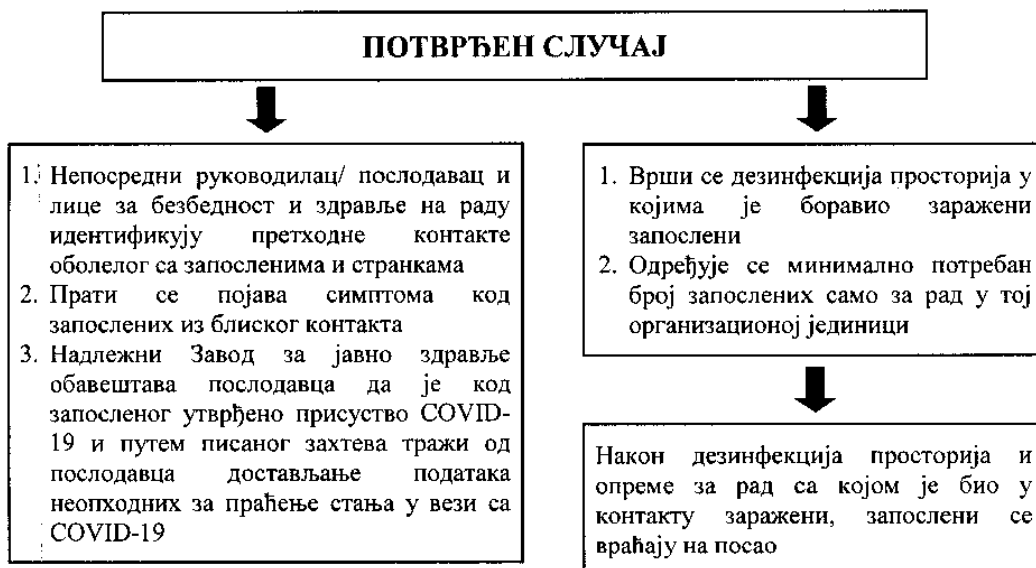 ПОТВРЂЕН СЛУЧАЈ
1. Непосредни руководилац/ послодавац и
лице за безбедност и здравље на раду
идентификују претходне контакте
оболелог са запосленима и странкама
2. Прати се појава симптома код
запослених из блиског контакта
3. Надлежни Завод за јавно здравље
обавештава послодавца да је код
запосленог утврђено присуство COVID-
19 и путем писаног захтева тражи од
послодавца достављање података
неопходних за праћење стања у вези са
COVID-19
1. Врши се дезинфекција просторија у
којима је боравио заражени
запослени
2. Одређује се минимално потребан
број запослених само за рад у тој
организационој јединици
Након дезинфекција просторија и
опреме за рад са којом је био у
контакту заражени, запослени се
враћају на посао